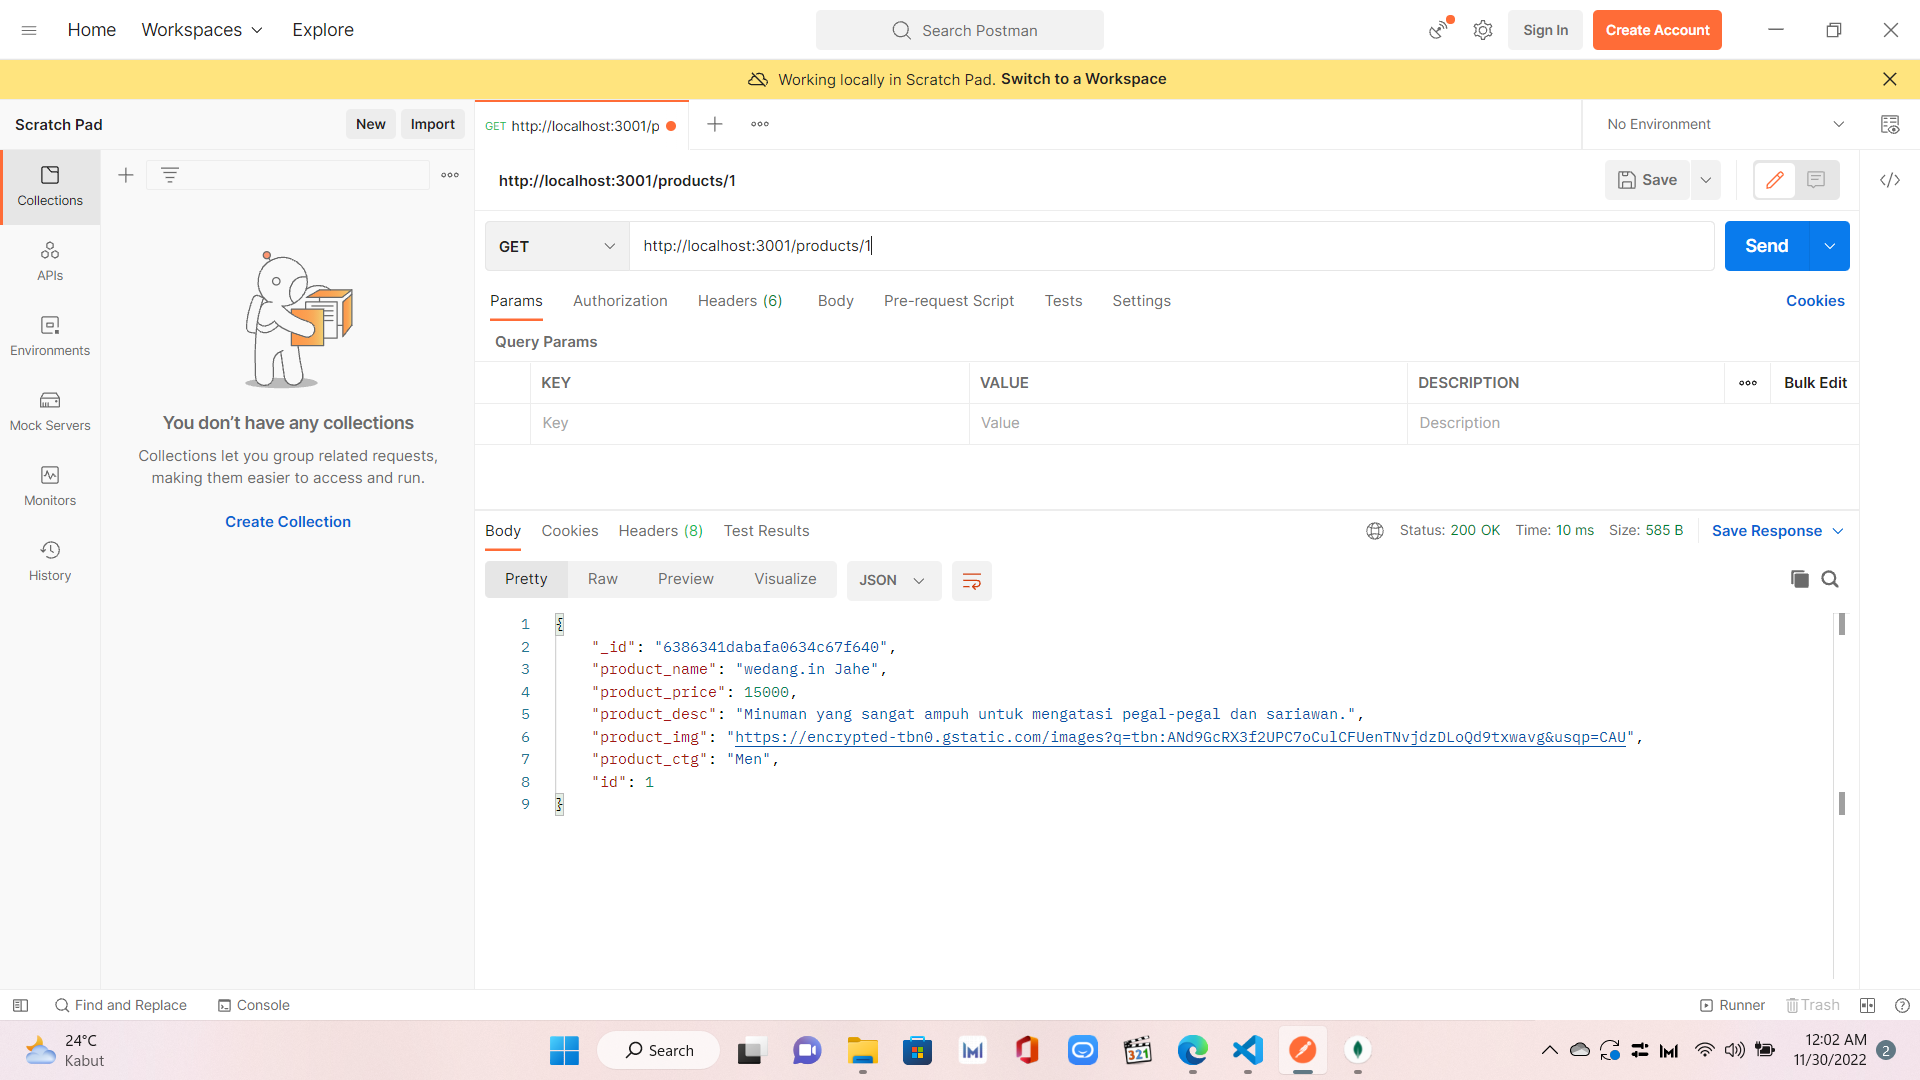 Home Workspaces Explore Search Postman Sign In Create Account
Working locally in Scratch Pad. Switch to a Workspace
Scratch Pad New Import GET http://localhost:3001/p No Environment
Collections
APIs
Environments
Mock Servers
Monitors
History
You don’t have any collections
Collections let you group related requests,
making them easier to access and run.
Create Collection
http://localhost:3001/products/1 Save
GET http://localhost:3001/products/1 Send
Params Authorization Headers (6) Body Pre-request Script Tests Settings Cookies
Query Params
KEY VALUE DESCRIPTION Bulk Edit
Key Value Description
Body Cookies Headers (8) Test Results Status: 200 OK Time: 10 ms Size: 585 B Save Response
Pretty Raw Preview Visualize JSON
1 {
2 "_id": "6386341dabafa0634c67f640",
3 "product_name": "wedang.in Jahe",
4 "product_price": 15000,
5 "product_desc": "Minuman yang sangat ampuh untuk mengatasi pegal-pegal dan sariawan.",
6 "product_img": "https://encrypted-tbn0.gstatic.com/images?q=tbn:ANd9GcRX3f2UPC7oCulCFUenTNvjdzDLoQd9txwavg&usqp=CAU",
7 "product_ctg": "Men",
8 "id": 1
9 }
Find and Replace Console Runner Trash
24°C
Kabut
Search
321
12:02 AM
11/30/2022
2